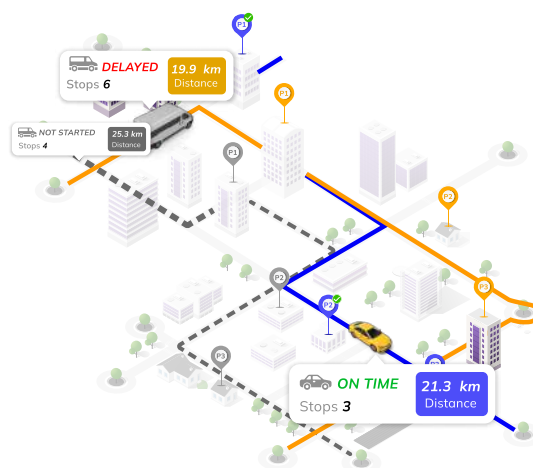 P1
DELAYED
Stops 6
19.9 km
Distance
P1
NOT STARTED
Stops 4
25.3 km
Distance
P1
P2
P2
P3
P2
P3
ON TIME
Stops 3
21.3 km
Distance